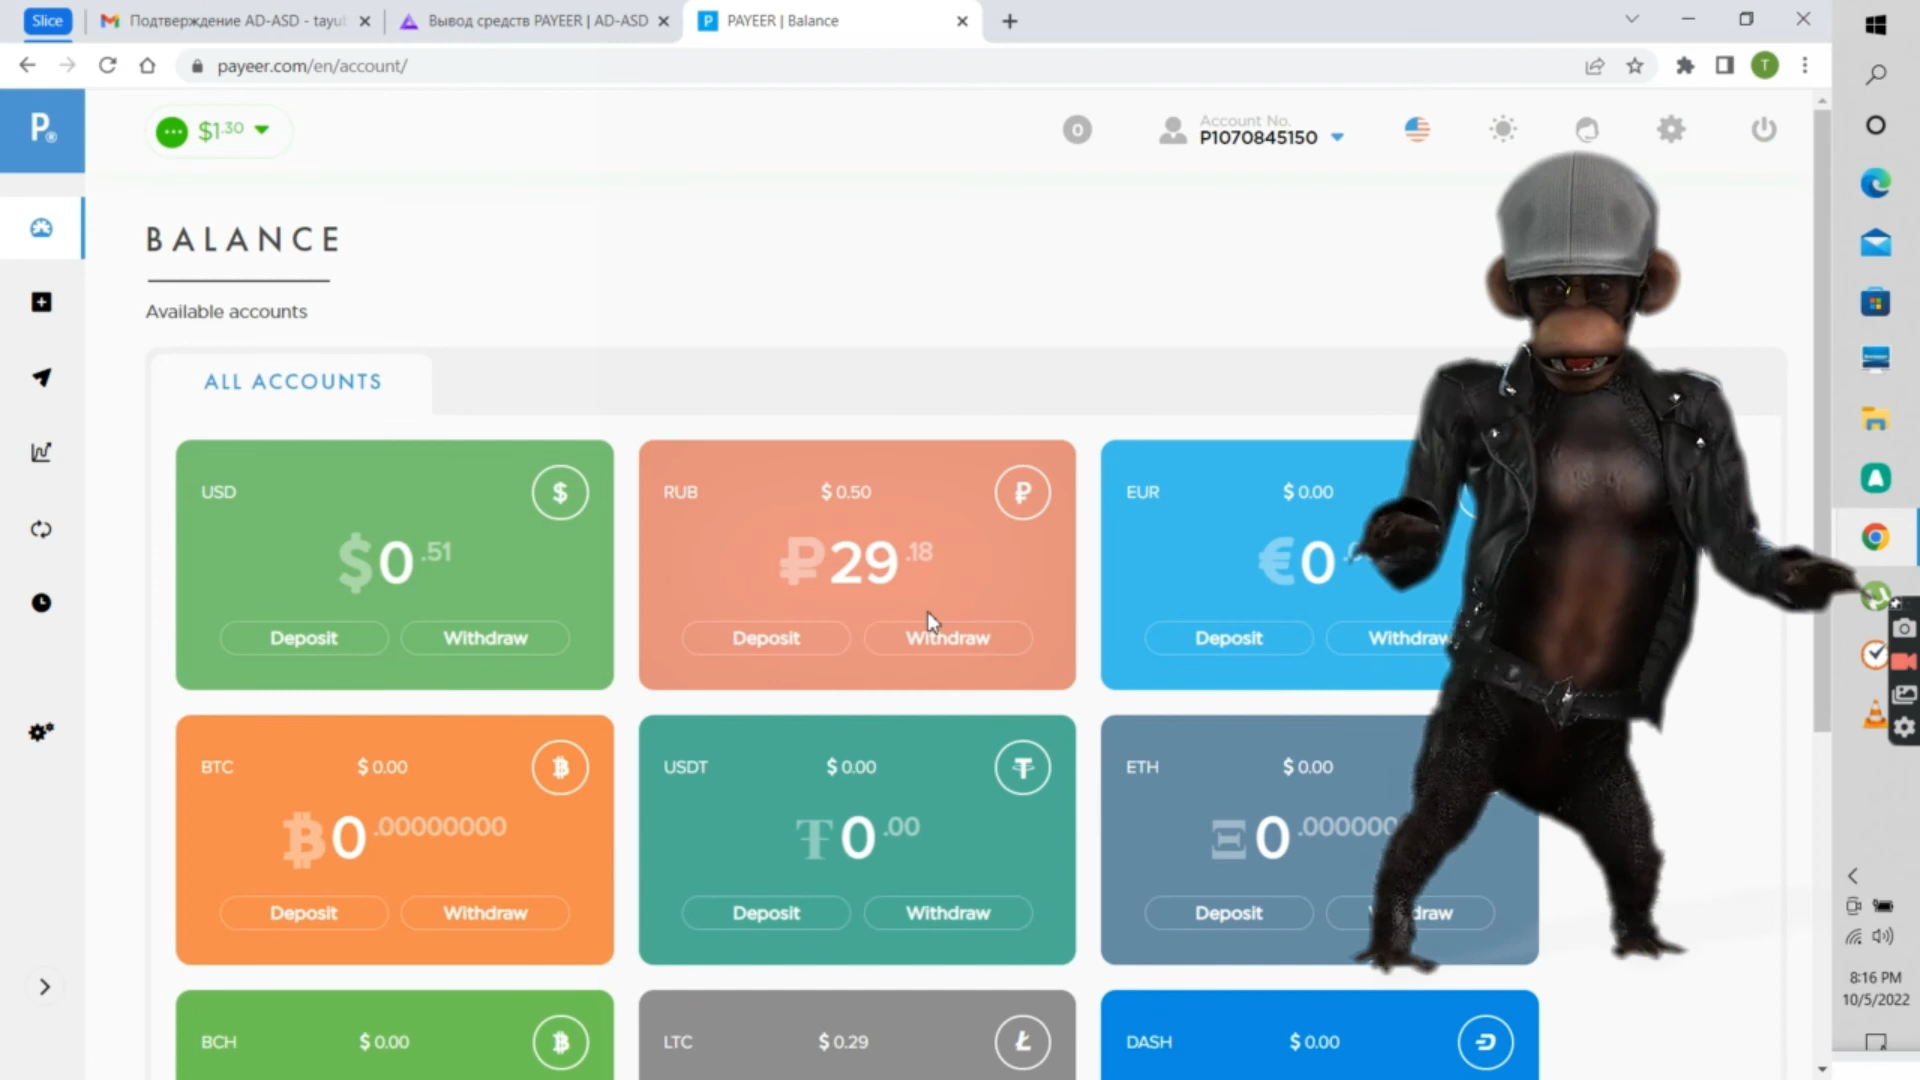 Slice
Подтверждение AD-ASD - tayut
Вывод средств PAYEER | AD-ASD
PAYEER | Balance
payeer.com/en/account/
T
P
$1.30
0
Account No.
P1070845150
BALANCE
Available accounts
ALL ACCOUNTS
USD
$
$0.51
Deposit
Withdraw
RUB
$ 0.50
₽
₽29.18
Deposit
Withdraw
EUR
$ 0.00
€0
Deposit
Withdraw
BTC
$ 0.00
₿0.00000000
Deposit
Withdraw
USDT
$ 0.00
₮0.00
Deposit
Withdraw
ETH
$ 0.00
Ξ0.000000
Deposit
draw
BCH
$ 0.00
LTC
$ 0.29
DASH
$ 0.00
8:16 PM
10/5/2022